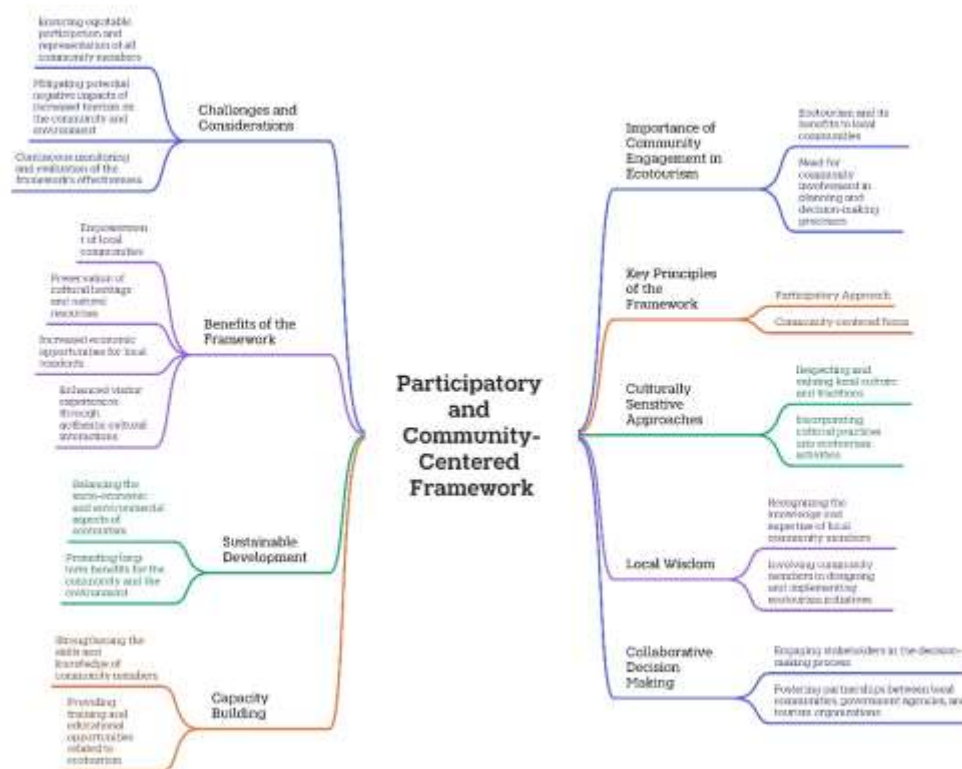 Participatory
and
Community-
Centered
Framework
Challenges and
Considerations
Ensuring equitable
participation and
representation of all
community members
Mitigating potential
negative impacts of
increased tourism on
the community and
environment
Continuous monitoring
and evaluation of the
framework's effectiveness
Benefits of the
Framework
Empowermen
t of local
communities
Preservation of
cultural heritage
and natural
resources
Increased economic
opportunities for local
residents
Enhanced visitor
experiences
through
authentic cultural
interactions
Sustainable
Development
Balancing the
socio-economic
and environmental
aspects of
ecotourism
Promoting long-
term benefits for the
community and the
environment
Capacity
Building
Strengthening the
skills and
knowledge of
community members
Providing
training and
educational
opportunities
related to
ecotourism
Importance of
Community
Engagement in
Ecotourism
Ecotourism and its
benefits to local
communities
Need for
community
involvement in
planning and
decision-making
processes
Key Principles
of the
Framework
Participatory Approach
Community-centered focus
Culturally
Sensitive
Approaches
Respecting and
valuing local culture
and traditions
Incorporating
cultural practices
into ecotourism
activities
Local Wisdom
Recognizing the
knowledge and
expertise of local
community members
Involving community
members in designing
and implementing
ecotourism initiatives
Collaborative
Decision
Making
Engaging stakeholders in the decision-
making process
Fostering partnerships between local
communities, government agencies, and
tourism organizations